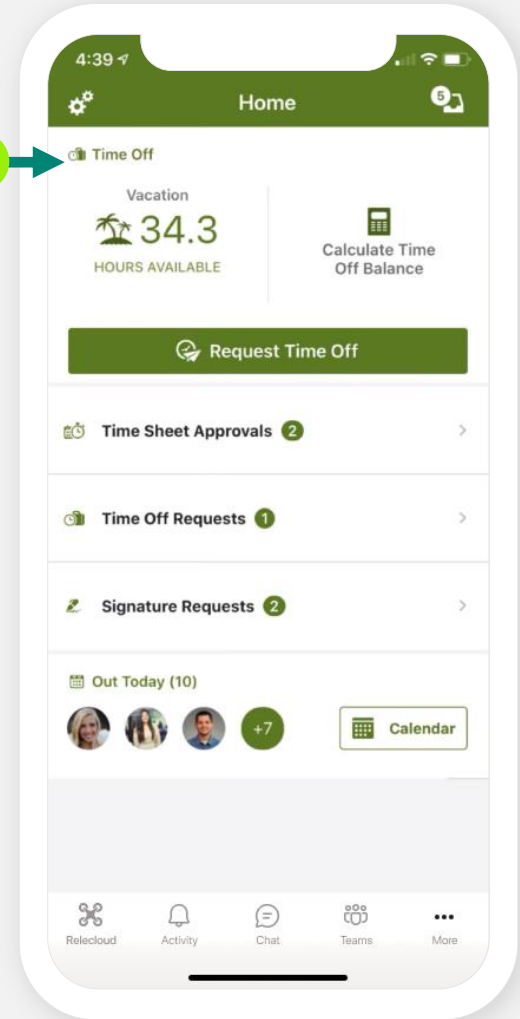 4:39
Home
5
Time Off
Vacation
34.3
HOURS AVAILABLE
Calculate Time
Off Balance
Request Time Off
Time Sheet Approvals 2
Time Off Requests 1
Signature Requests 2
Out Today (10)
+7
Calendar
Relecloud
Activity
Chat
Teams
More